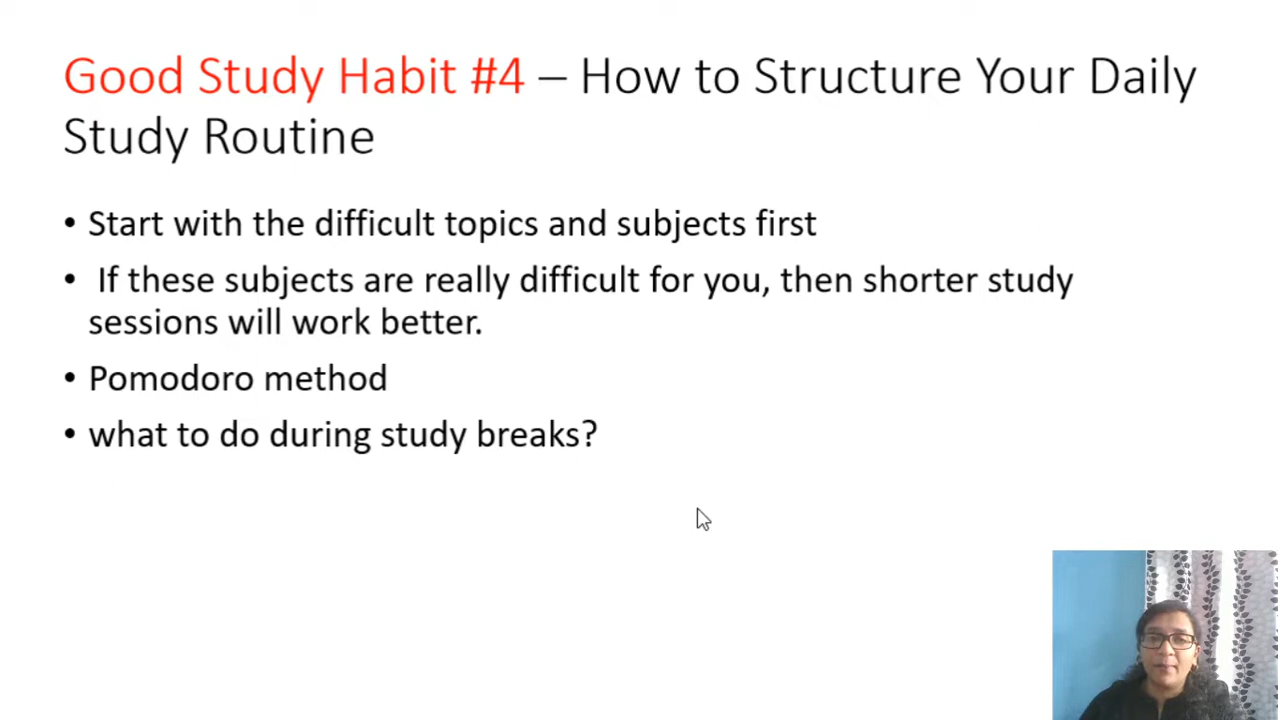 Good Study Habit #4 – How to Structure Your Daily
Study Routine
• Start with the difficult topics and subjects first
• If these subjects are really difficult for you, then shorter study
sessions will work better.
• Pomodoro method
• what to do during study breaks?